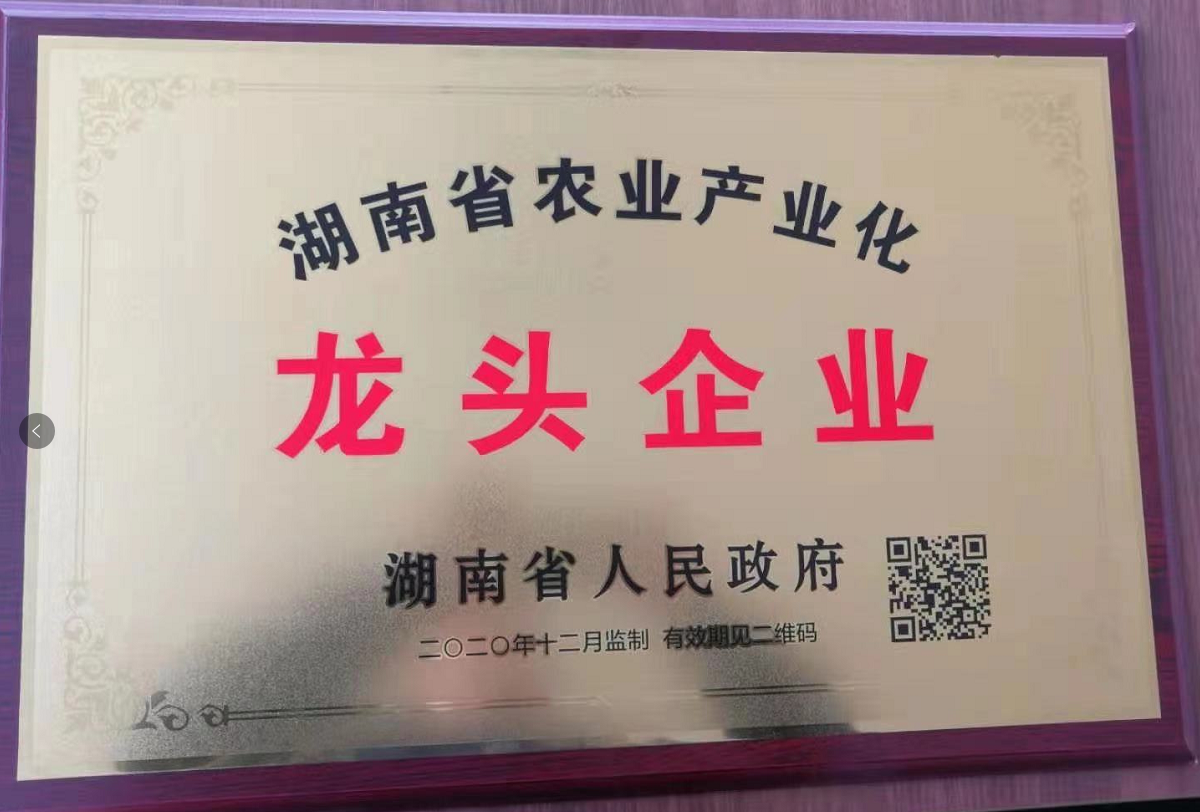 湖南省农业产业化
龙头企业
湖南省人民政府
二〇二〇年十二月监制 有效期见二维码